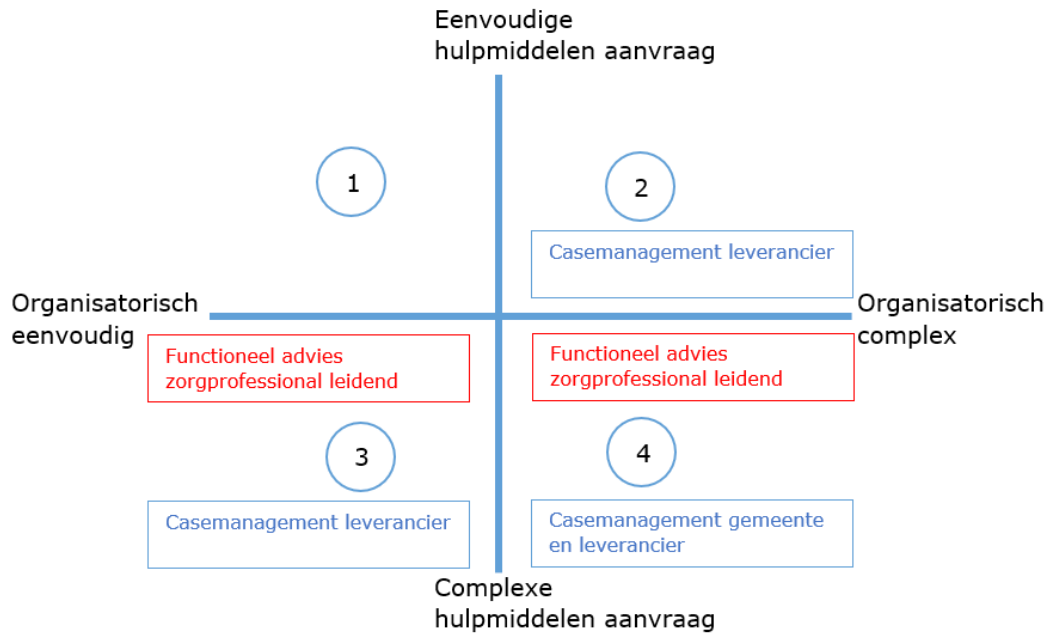 Eenvoudige
hulpmiddelen aanvraag
1
2
Casemanagement leverancier
Organisatorisch
eenvoudig
Organisatorisch
complex
Functioneel advies
zorgprofessional leidend
Functioneel advies
zorgprofessional leidend
3
4
Casemanagement leverancier
Casemanagement gemeente
en leverancier
Complexe
hulpmiddelen aanvraag